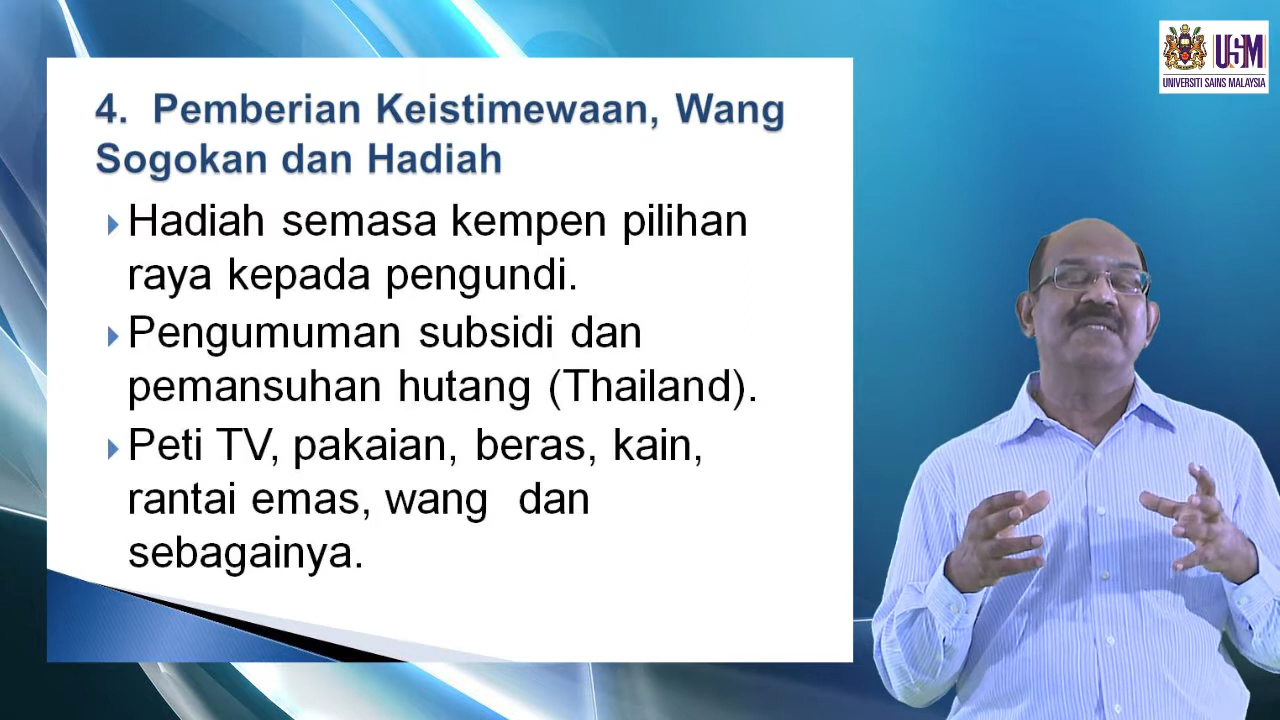 USM
UNIVERSITI SAINS MALAYSIA
4. Pemberian Keistimewaan, Wang
Sogokan dan Hadiah
Hadiah semasa kempen pilihan
raya kepada pengundi.
Pengumuman subsidi dan
pemansuhan hutang (Thailand).
Peti TV, pakaian, beras, kain,
rantai emas, wang dan
sebagainya.